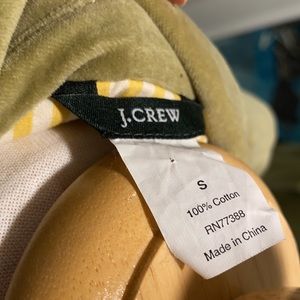 J.CREW
S
100% Cotton
RN77388
Made in China